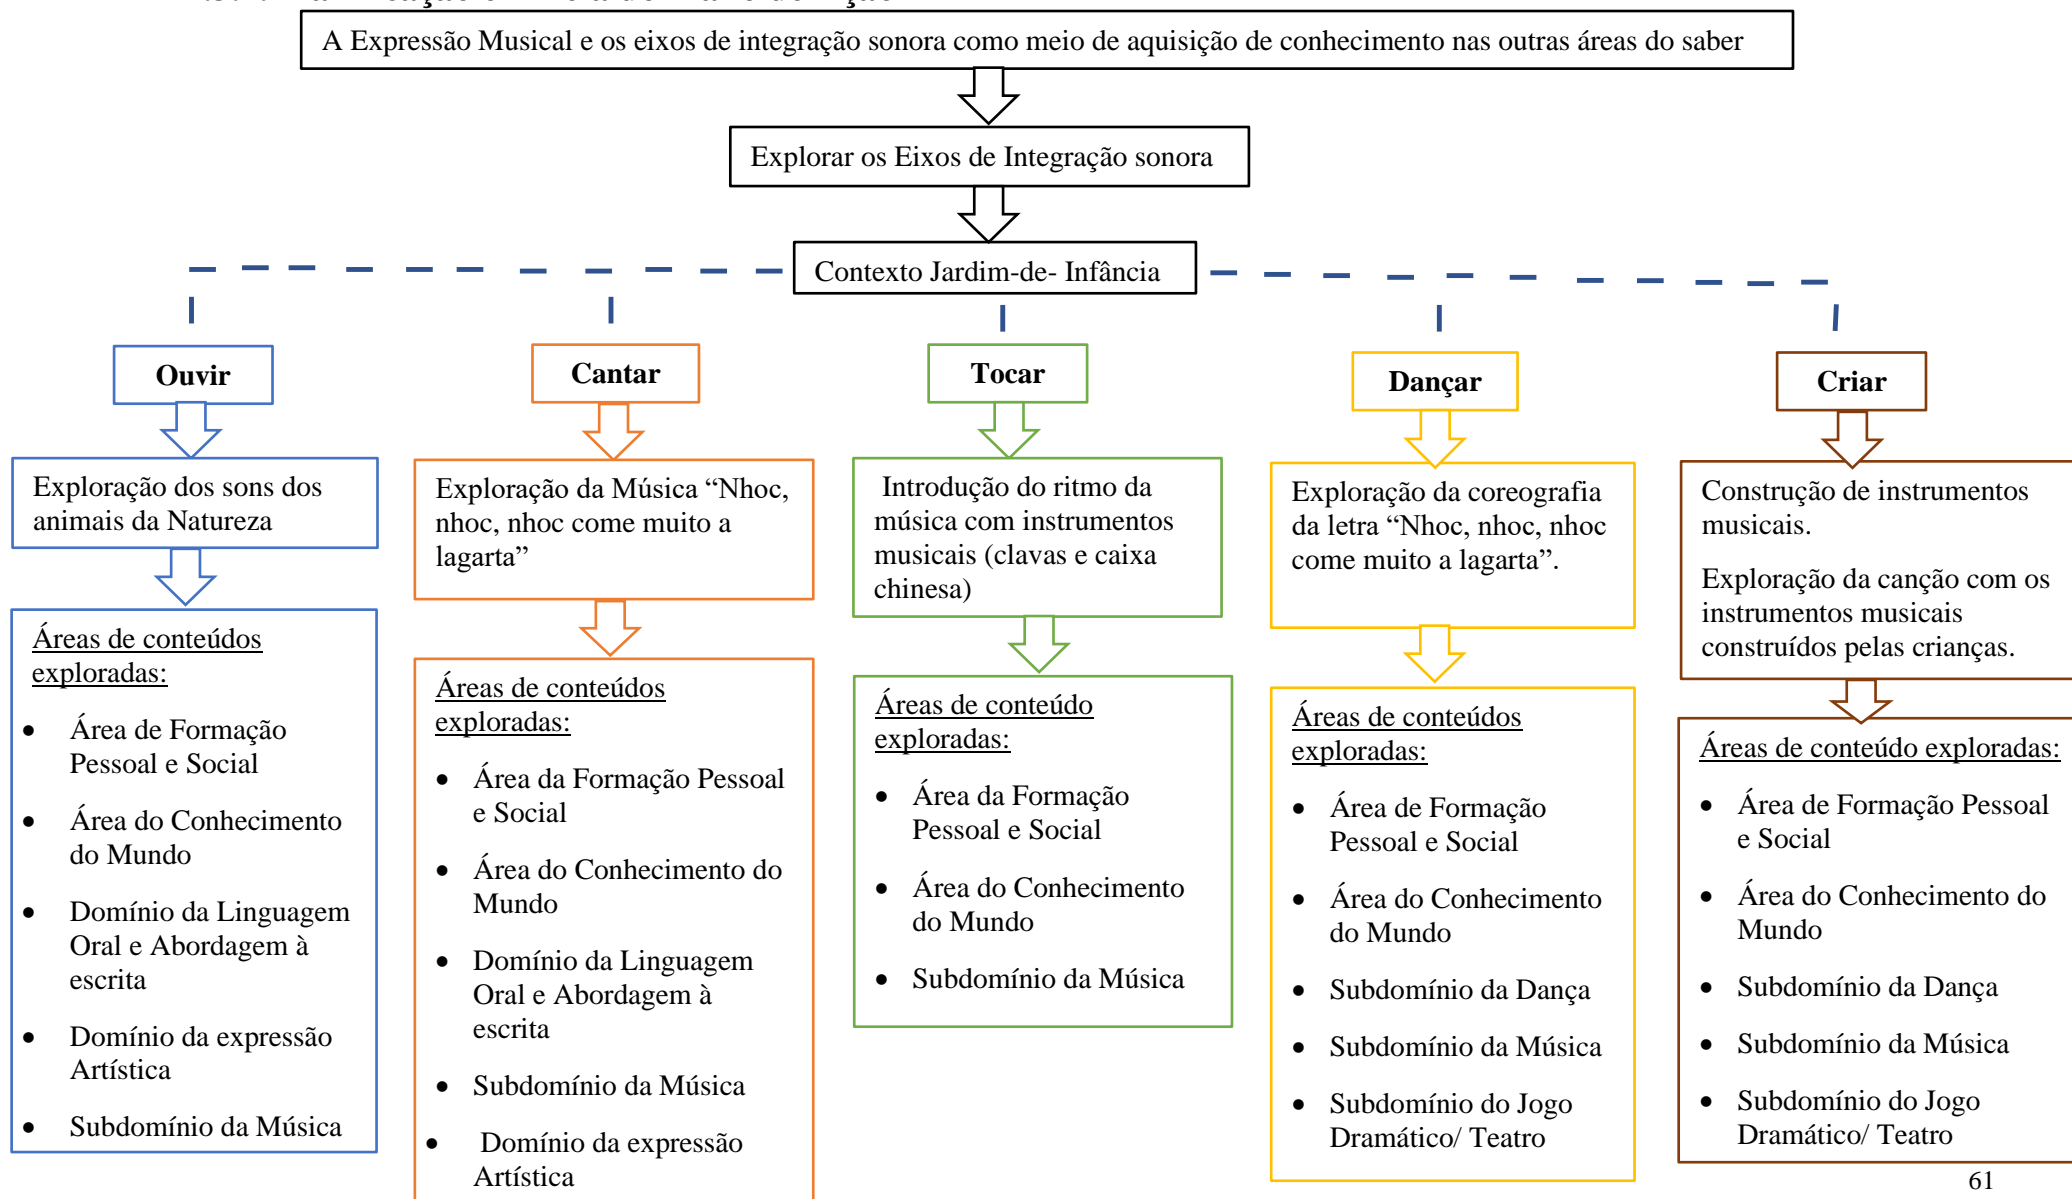 A Expressão Musical e os eixos de integração sonora como meio de aquisição de conhecimento nas outras áreas do saber
Explorar os Eixos de Integração sonora
Contexto Jardim-de- Infância
Ouvir
Exploração dos sons dos
animais da Natureza
Áreas de conteúdos
exploradas:
• Área de Formação
Pessoal e Social
• Área do Conhecimento
do Mundo
• Domínio da Linguagem
Oral e Abordagem à
escrita
• Domínio da expressão
Artística
• Subdomínio da Música
Cantar
Exploração da Música “Nhoc,
nhoc, nhoc come muito a
lagarta”
Áreas de conteúdos
exploradas:
• Área da Formação Pessoal
e Social
• Área do Conhecimento do
Mundo
• Domínio da Linguagem
Oral e Abordagem à
escrita
• Subdomínio da Música
• Domínio da expressão
Artística
Tocar
Introdução do ritmo da
música com instrumentos
musicais (clavas e caixa
chinesa)
Áreas de conteúdo
exploradas:
• Área da Formação
Pessoal e Social
• Área do Conhecimento
do Mundo
• Subdomínio da Música
Dançar
Exploração da coreografia
da letra “Nhoc, nhoc, nhoc
come muito a lagarta”.
Áreas de conteúdos
exploradas:
• Área de Formação
Pessoal e Social
• Área do Conhecimento
do Mundo
• Subdomínio da Dança
• Subdomínio da Música
• Subdomínio do Jogo
Dramático/ Teatro
Criar
Construção de instrumentos
musicais.
Exploração da canção com os
instrumentos musicais
construídos pelas crianças.
Áreas de conteúdo exploradas:
• Área de Formação Pessoal
e Social
• Área do Conhecimento do
Mundo
• Subdomínio da Dança
• Subdomínio da Música
• Subdomínio do Jogo
Dramático/ Teatro
61